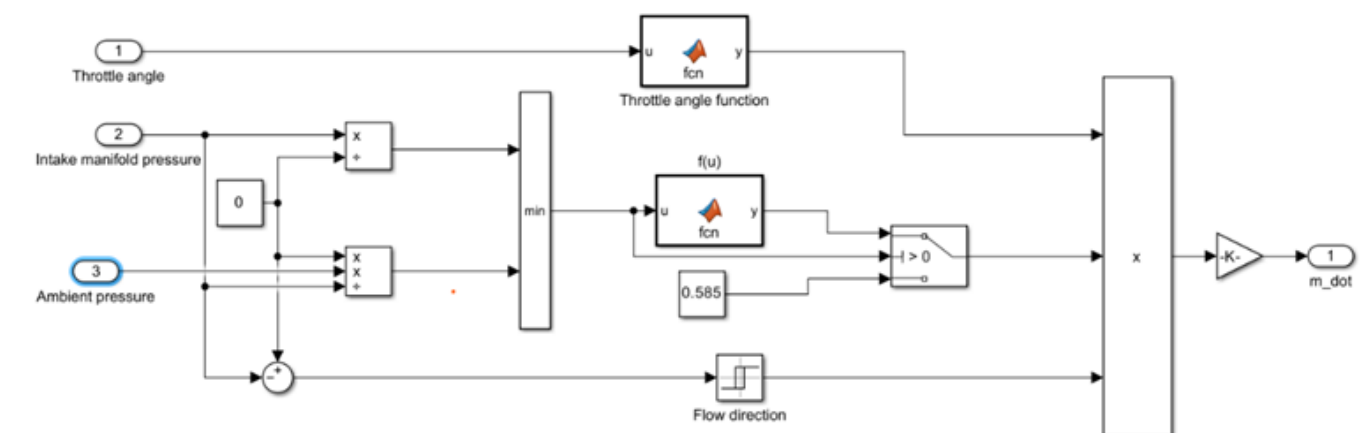 1
Throttle angle
u
y
fcn
Throttle angle function
2
Intake manifold pressure
x
÷
0
min
f(u)
u
y
fcn
3
Ambient pressure
x
x
÷
> 0
0.585
x
-K-
1
m_dot
−
+
Flow direction